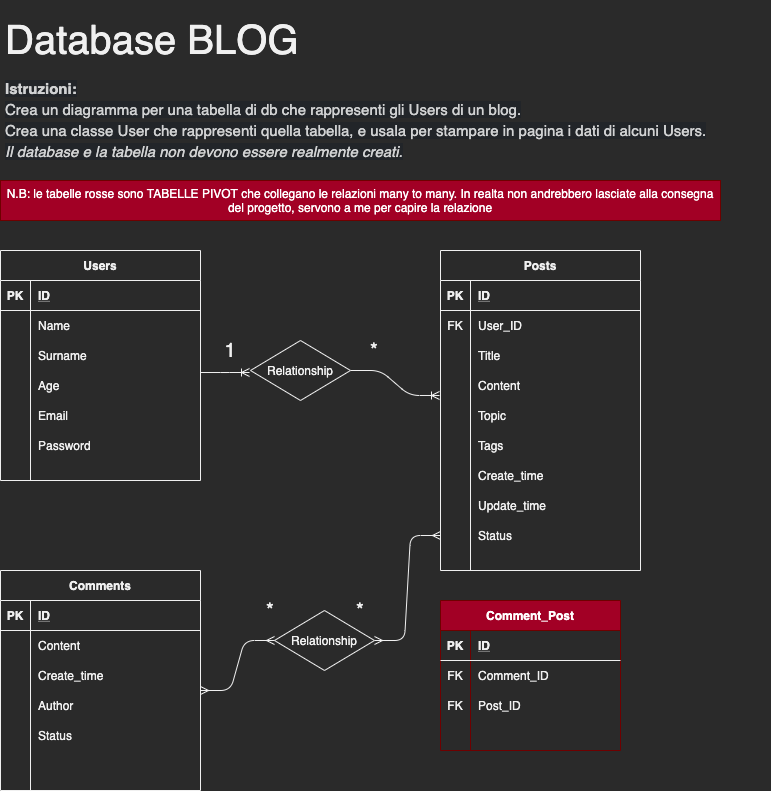 Database BLOG
Istruzioni:
Crea un diagramma per una tabella di db che rappresenti gli Users di un blog.
Crea una classe User che rappresenti quella tabella, e usala per stampare in pagina i dati di alcuni Users.
Il database e la tabella non devono essere realmente creati.
N.B: le tabelle rosse sono TABELLE PIVOT che collegano le relazioni many to many. In realta non andrebbero lasciate alla consegna
del progetto, servono a me per capire la relazione
Users
PK ID
Name
Surname
Age
Email
Password
1
Relationship
*
Posts
PK ID
FK User_ID
Title
Content
Topic
Tags
Create_time
Update_time
Status
Comments
PK ID
Content
Create_time
Author
Status
*
Relationship
*
Comment_Post
PK ID
FK Comment_ID
FK Post_ID